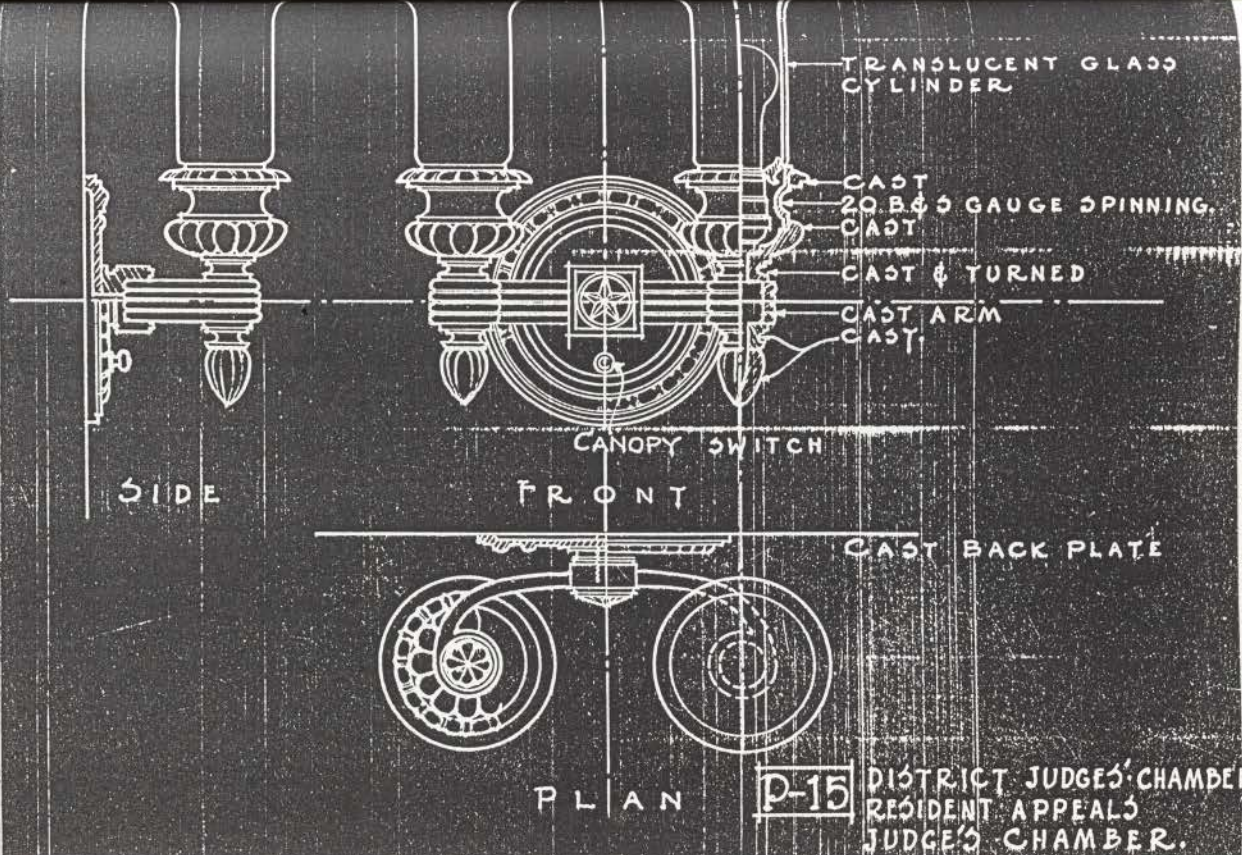 TRANSLUCENT GLASS
CYLINDER
CAST
20 B&S GAUGE SPINNING.
CAST
CAST & TURNED
CAST ARM
CAST.
CANOPY SWITCH
SIDE
FRONT
CAST BACK PLATE
PLAN
P-15
DISTRICT JUDGES' CHAMBE
RESIDENT APPEALS
JUDGE'S CHAMBER.